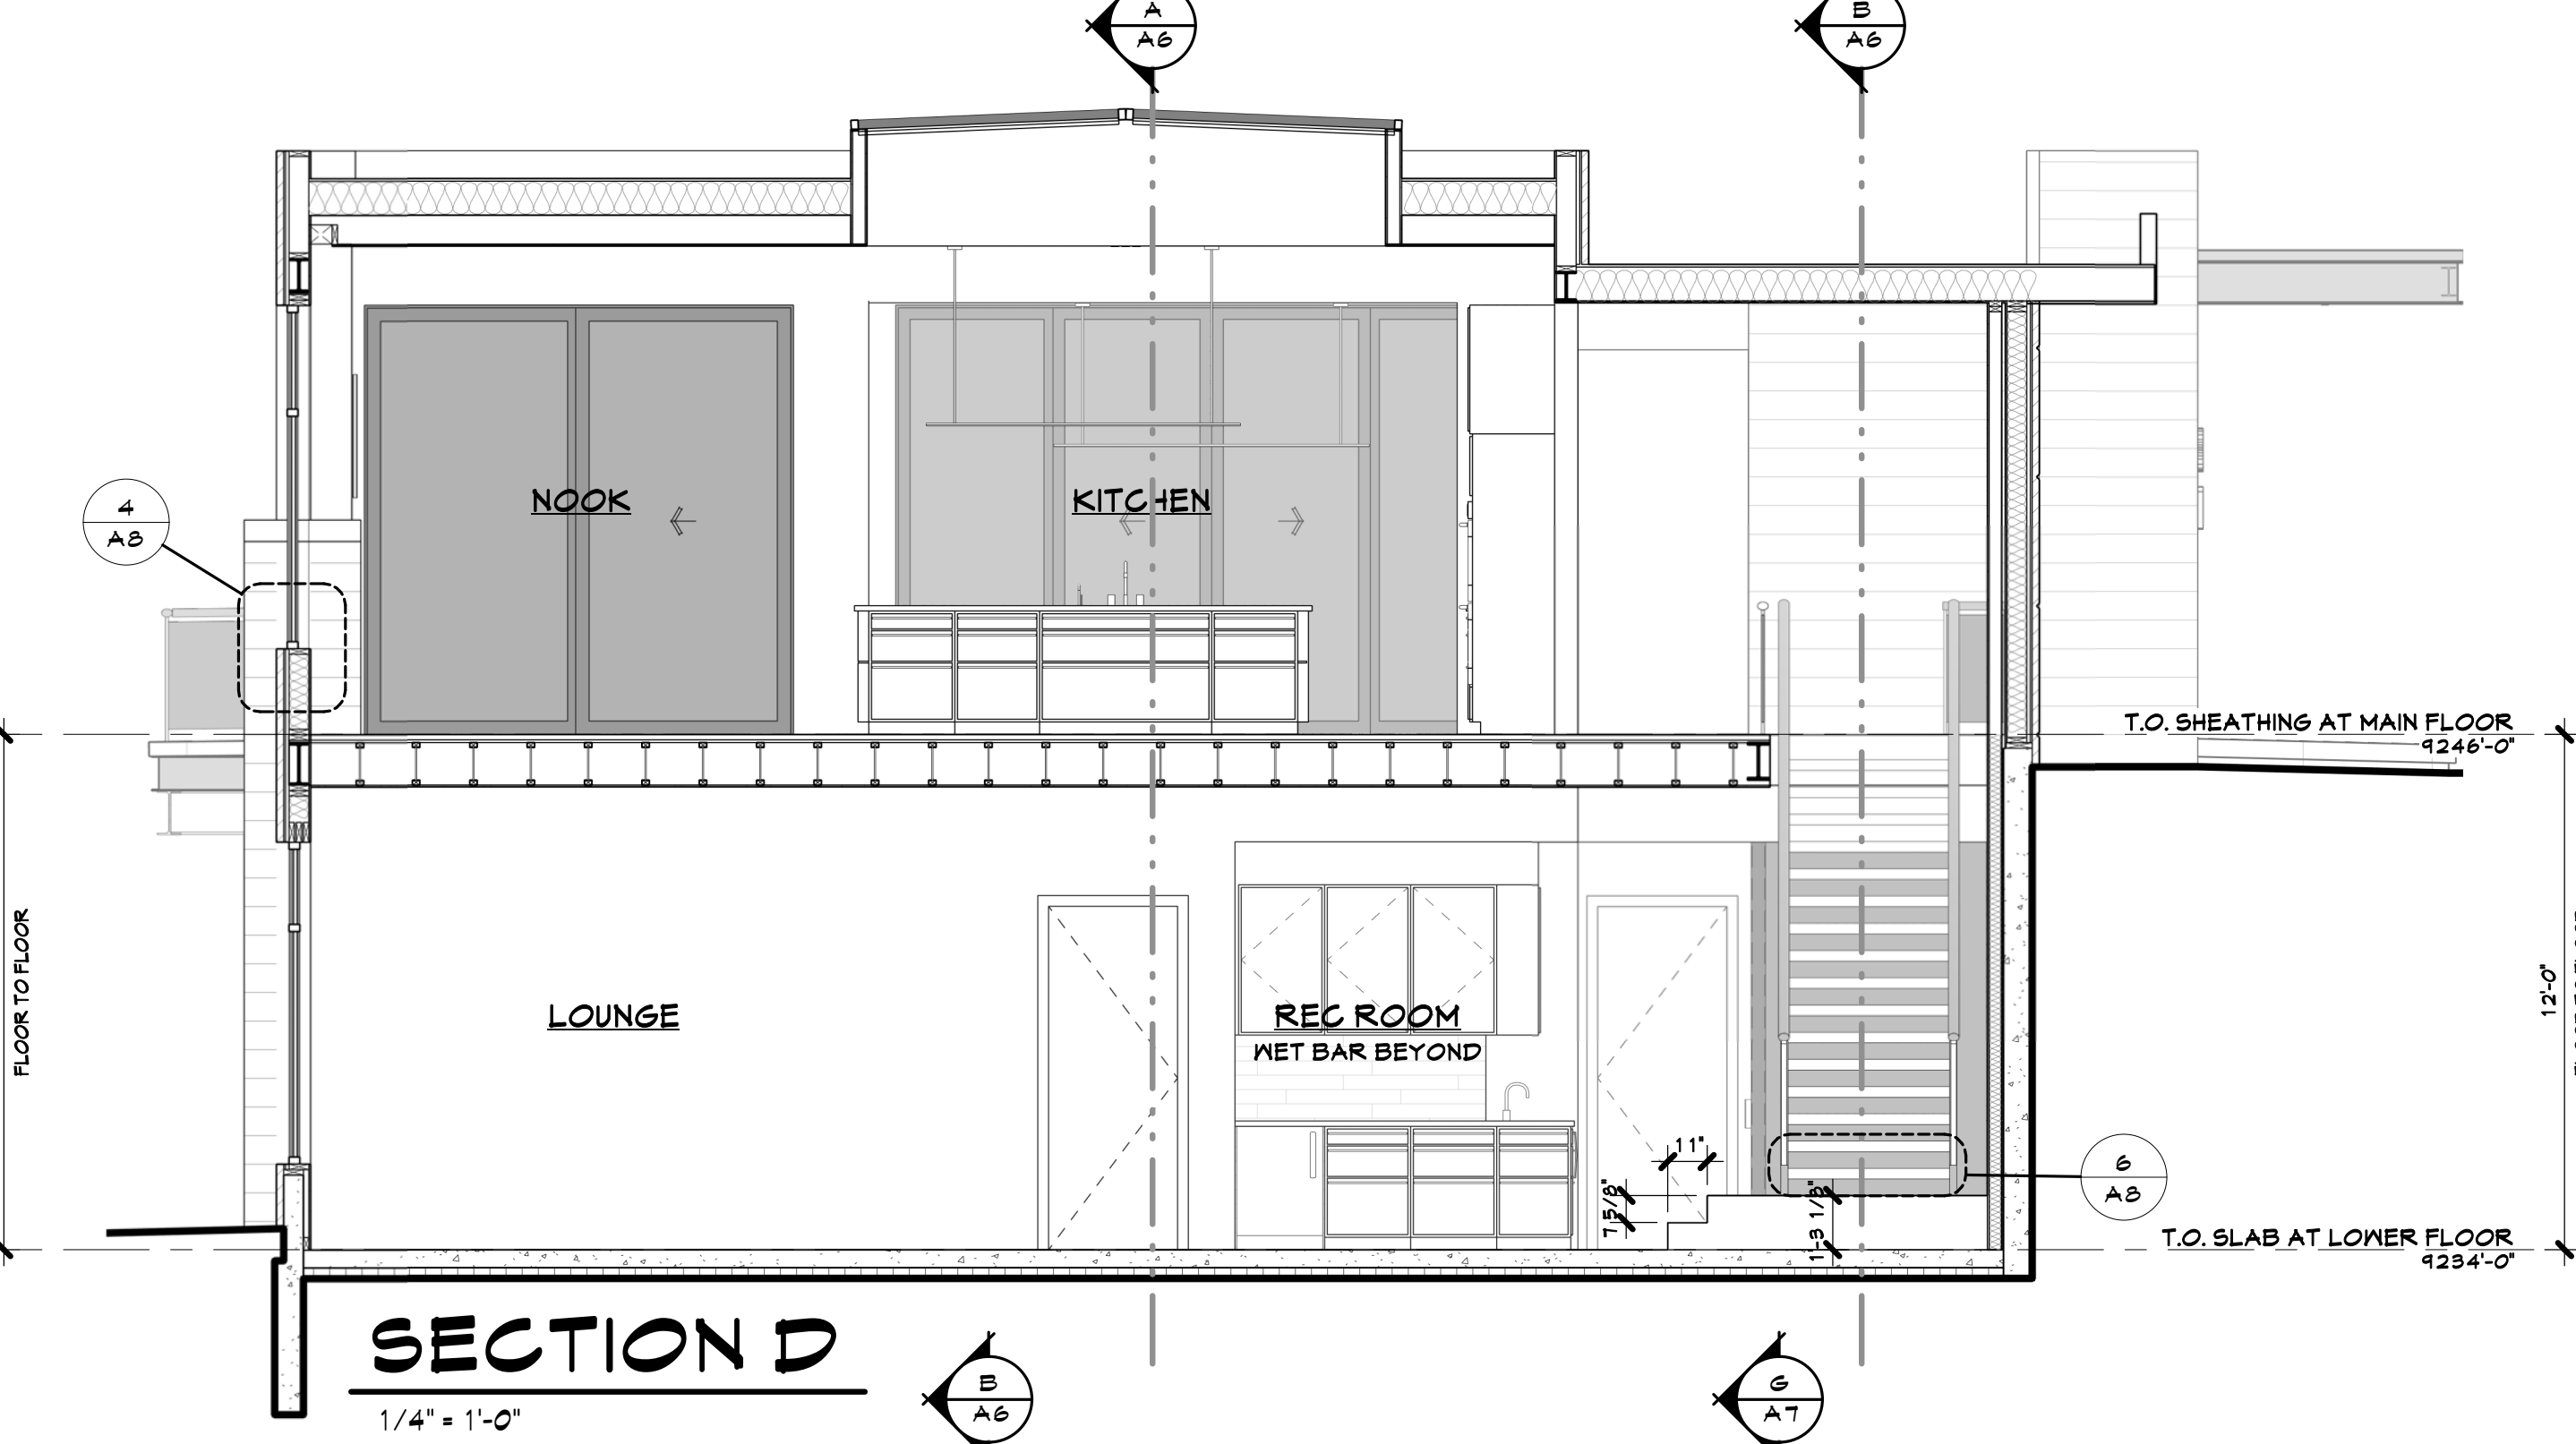 A
A6
B
A6
NOOK
KITCHEN
4
A8
T.O. SHEATHING AT MAIN FLOOR
9246'-0"
FLOOR TO FLOOR
12'-0"
LOUNGE
REC ROOM
WET BAR BEYOND
11"
7 5/8"
1'-3 1/8"
6
A8
T.O. SLAB AT LOWER FLOOR
9234'-0"
SECTION D
1/4" = 1'-0"
B
A6
G
A7